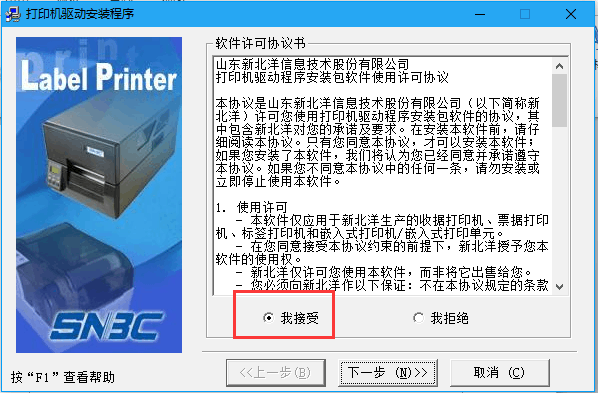 打印机驱动安装程序
Label Printer
SNBC
软件许可协议书
山东新北洋信息技术股份有限公司
打印机驱动程序安装包软件使用许可协议
本协议是山东新北洋信息技术股份有限公司（以下简称新
北洋）许可您使用打印机驱动程序安装包软件的协议，其
中包含新北洋对您的承诺及要求。在安装本软件前，请仔
细阅读本协议。只有您同意本协议，才可以安装本软件；
如果您安装了本软件，我们将认为您已经同意并承诺遵守
本协议。如果您不同意本协议中的任何一条，请勿安装或
立即停止使用本软件。
1. 使用许可
- 本软件仅应用于新北洋生产的收据打印机、票据打印
机、标签打印机和嵌入式打印机/嵌入式打印单元。
- 在您同意接受本协议约束的前提下，新北洋授予您本
软件的使用权。
- 新北洋仅许可您使用本软件，而非将它出售给您。
- 您必须向新北洋作以下保证：不在本协议规定的条款
我接受
我拒绝
按“F1”查看帮助
<<上一步(B)
下一步 (N)>>
取消 (C)